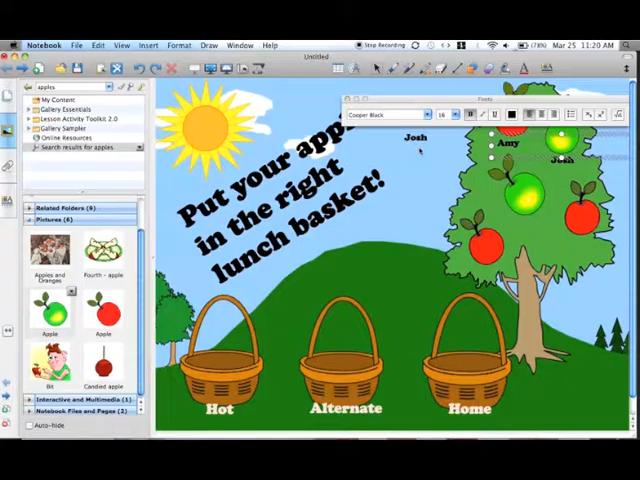 Notebook File Edit View Insert Format Draw Window Help
Stop Recording
(78%) Mar 25 11:20 AM
Untitled
apples
My Content
Gallery Essentials
Lesson Activity Toolkit 2.0
Gallery Sampler
Online Resources
Search results for apples
Related Folders (9)
Pictures (6)
Apples and Oranges
Fourth - apple
Apple
Apple
Bit
Candied apple
Interactive and Multimedia (1)
Notebook Files and Pages (2)
Auto-hide
Fonts
Cooper Black
16
B
I
U
Josh
Amy
Josh
Put your app
in the right
lunch basket!
Hot
Alternate
Home